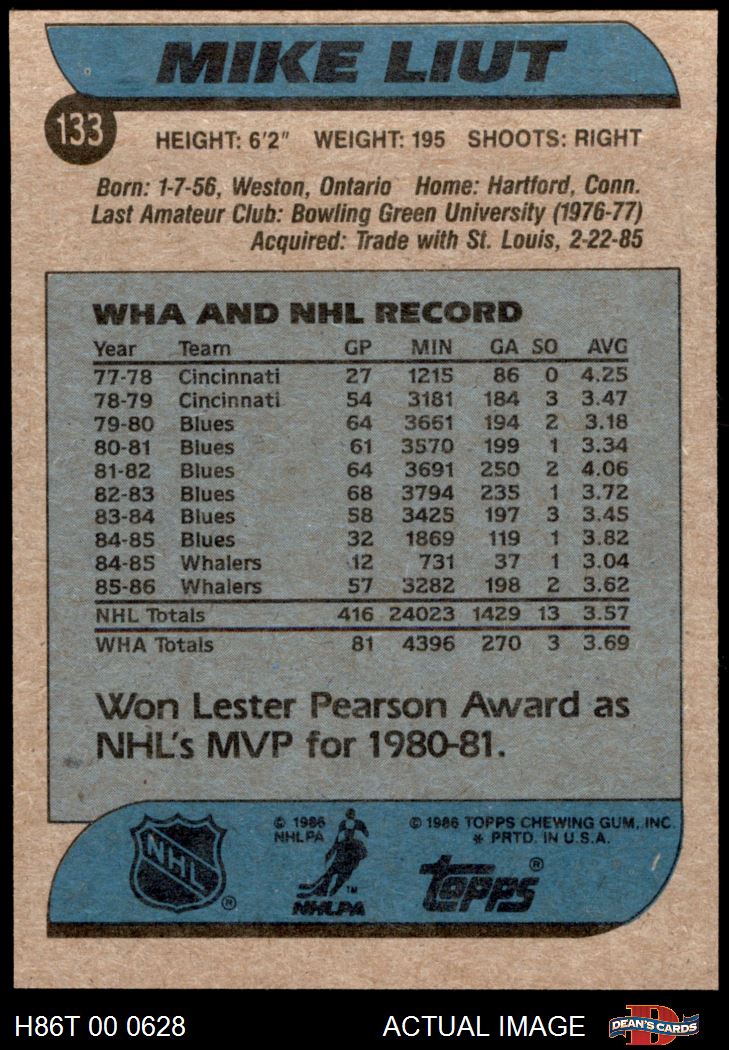 MIKE LIUT
133
HEIGHT: 6'2" WEIGHT: 195 SHOOTS: RIGHT
Born: 1-7-56, Weston, Ontario Home: Hartford, Conn.
Last Amateur Club: Bowling Green University (1976-77)
Acquired: Trade with St. Louis, 2-22-85
WHA AND NHL RECORD
Year Team GP MIN GA SO AVG
77-78 Cincinnati 27 1215 86 0 4.25
78-79 Cincinnati 54 3181 184 3 3.47
79-80 Blues 64 3661 194 2 3.18
80-81 Blues 61 3570 199 1 3.34
81-82 Blues 64 3691 250 2 4.06
82-83 Blues 68 3794 235 1 3.72
83-84 Blues 58 3425 197 3 3.45
84-85 Blues 32 1869 119 1 3.82
84-85 Whalers 12 731 37 1 3.04
85-86 Whalers 57 3282 198 2 3.62
NHL Totals 416 24023 1429 13 3.57
WHA Totals 81 4396 270 3 3.69
Won Lester Pearson Award as
NHL's MVP for 1980-81.
NHL ®
© 1986
NHLPA
TM
NHLPA
© 1986 TOPPS CHEWING GUM, INC.
* PRTD. IN U.S.A.
TOPPS ®
H86T 00 0628 ACTUAL IMAGE
D
DEAN'S CARDS